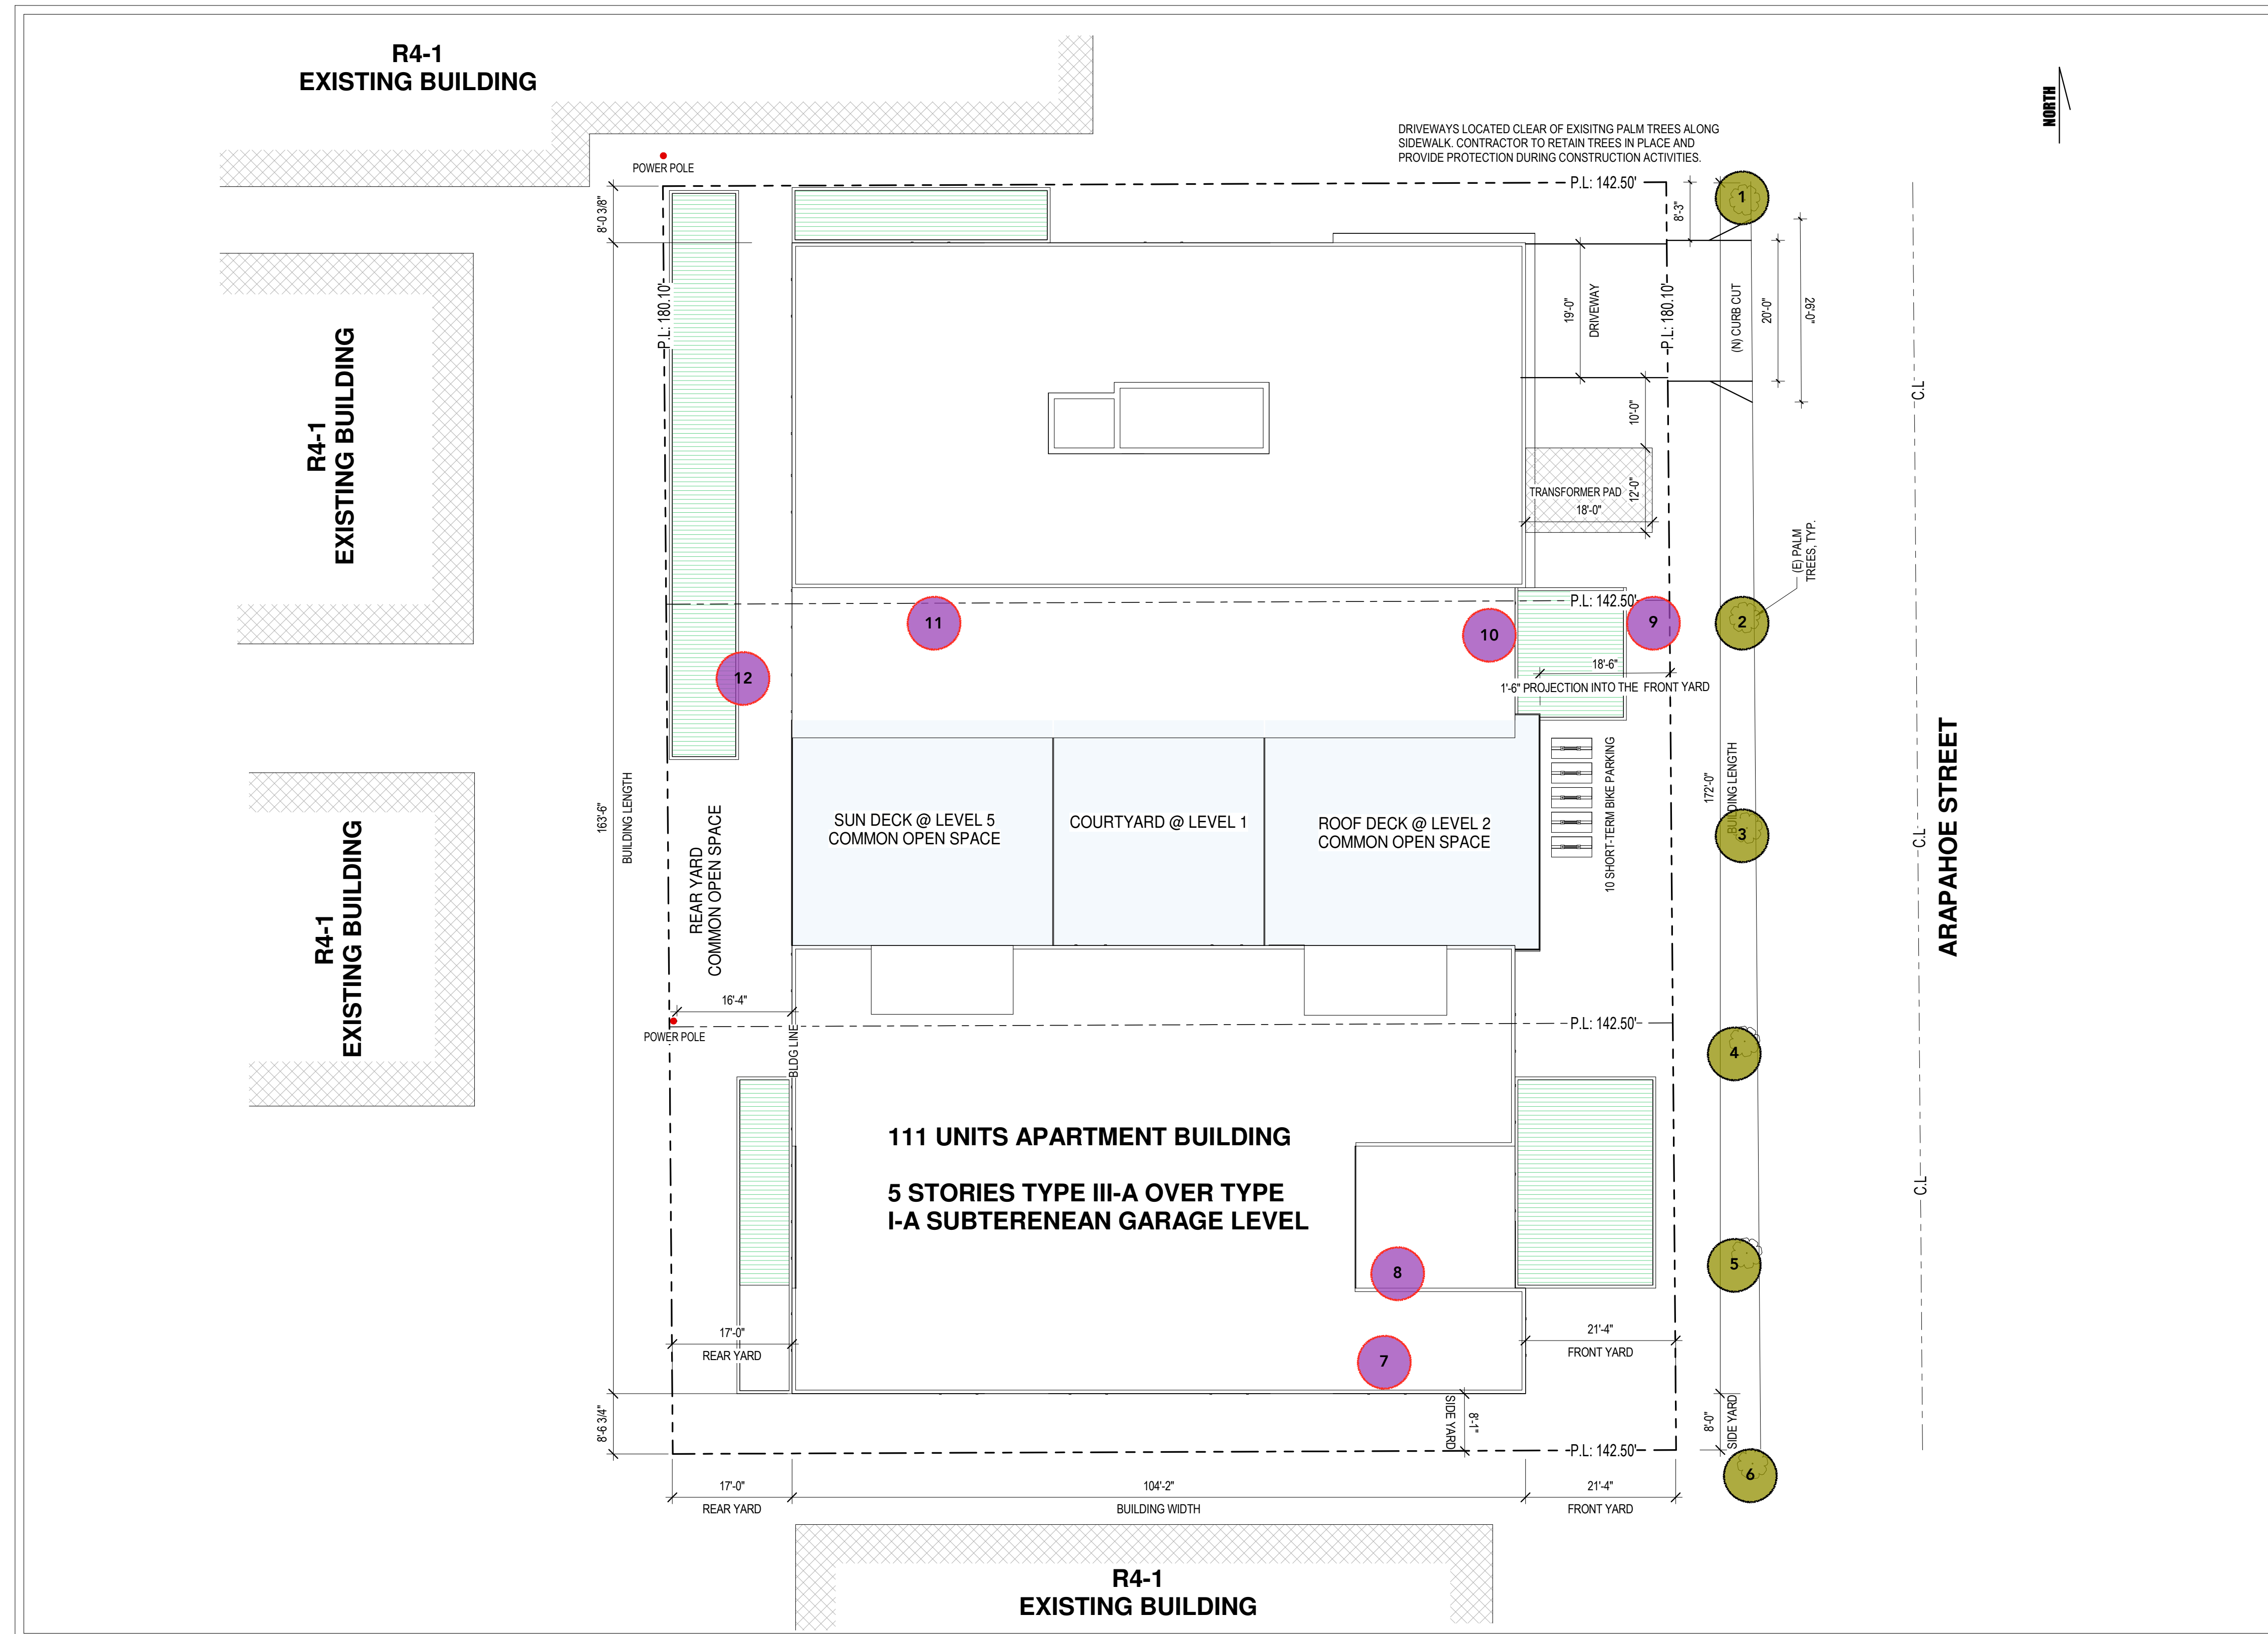 R4-1
EXISTING BUILDING
NORTH
DRIVEWAYS LOCATED CLEAR OF EXISITNG PALM TREES ALONG
SIDEWALK. CONTRACTOR TO RETAIN TREES IN PLACE AND
PROVIDE PROTECTION DURING CONSTRUCTION ACTIVITIES.
POWER POLE
P.L: 142.50'
1
8'-0 3/8"
8'-3"
P.L: 180.10'
19'-0"
DRIVEWAY
P.L: 180.10'
(N) CURB CUT
20'-0"
26'-0"
R4-1
EXISTING BUILDING
C.L
10'-0"
TRANSFORMER PAD
12'-0"
18'-0"
(E) PALM
TREES, TYP.
P.L: 142.50'
11
10
9
2
12
18'-6"
1'-6" PROJECTION INTO THE FRONT YARD
163'-6"
BUILDING LENGTH
REAR YARD
COMMON OPEN SPACE
SUN DECK @ LEVEL 5
COMMON OPEN SPACE
COURTYARD @ LEVEL 1
ROOF DECK @ LEVEL 2
COMMON OPEN SPACE
10 SHORT-TERM BIKE PARKING
172'-0"
BUILDING LENGTH
3
C.L
ARAPAHOE STREET
R4-1
EXISTING BUILDING
16'-4"
POWER POLE
BLDG LINE
P.L: 142.50'
4
111 UNITS APARTMENT BUILDING
5 STORIES TYPE III-A OVER TYPE
I-A SUBTERENEAN GARAGE LEVEL
C.L
8
5
17'-0"
REAR YARD
7
21'-4"
FRONT YARD
8'-6 3/4"
SIDE YARD
8'-1"
8'-0"
SIDE YARD
P.L: 142.50'
6
17'-0"
REAR YARD
104'-2"
BUILDING WIDTH
21'-4"
FRONT YARD
R4-1
EXISTING BUILDING